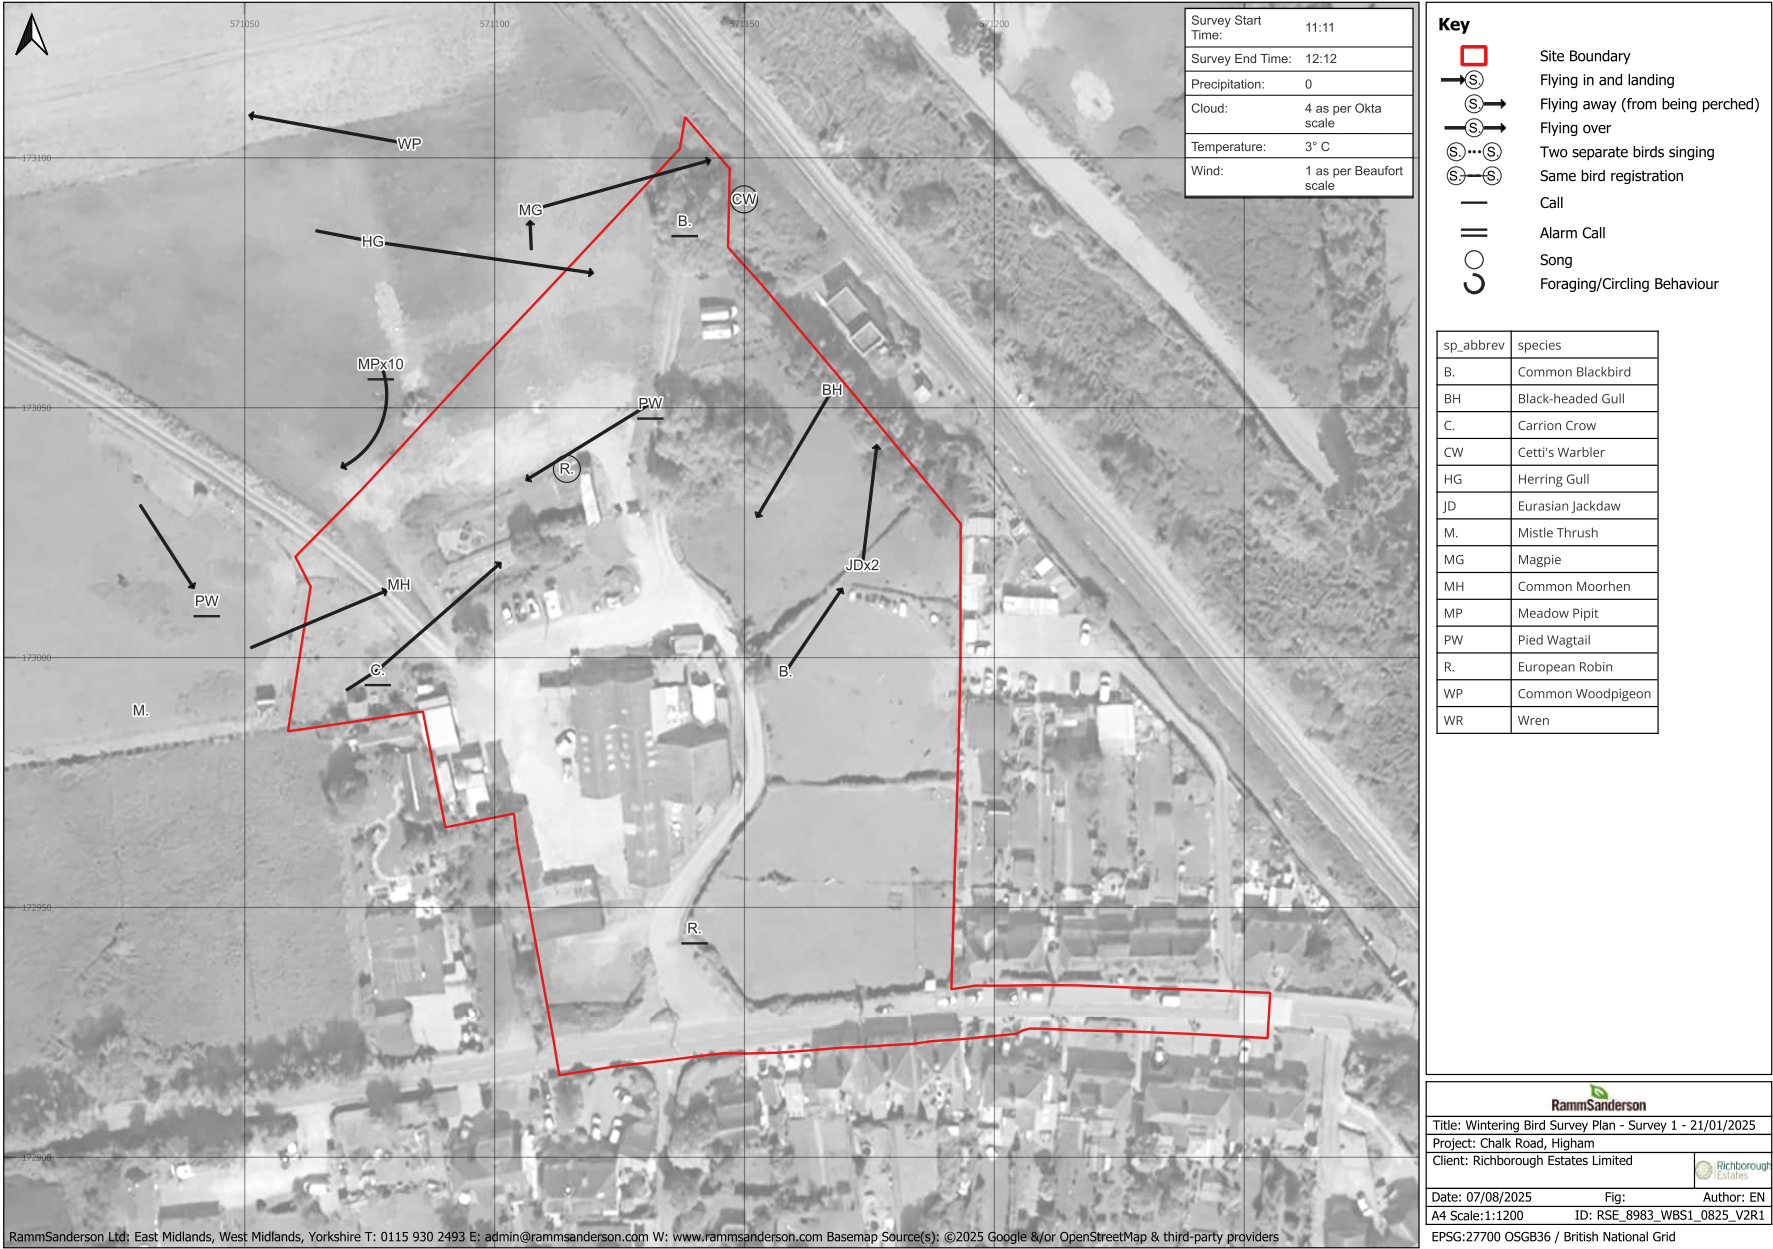 571050
571100
571150
571200
Survey Start Time: 11:11
Survey End Time: 12:12
Precipitation: 0
Cloud: 4 as per Okta scale
Temperature: 3° C
Wind: 1 as per Beaufort scale
WP
173100
MG
CW
B.
HG
MPx10
BH
PW
173050
R.
JDx2
MH
PW
173000
C.
B.
M.
172950
R.
172900
RammSanderson Ltd: East Midlands, West Midlands, Yorkshire T: 0115 930 2493 E: admin@rammsanderson.com W: www.rammsanderson.com Basemap Source(s): ©2025 Google &/or OpenStreetMap & third-party providers
Key
Site Boundary
S. Flying in and landing
S. Flying away (from being perched)
S. Flying over
S. S. Two separate birds singing
S. S. Same bird registration
Call
Alarm Call
Song
Foraging/Circling Behaviour
sp_abbrev species
B. Common Blackbird
BH Black-headed Gull
C. Carrion Crow
CW Cetti's Warbler
HG Herring Gull
JD Eurasian Jackdaw
M. Mistle Thrush
MG Magpie
MH Common Moorhen
MP Meadow Pipit
PW Pied Wagtail
R. European Robin
WP Common Woodpigeon
WR Wren
RammSanderson
Title: Wintering Bird Survey Plan - Survey 1 - 21/01/2025
Project: Chalk Road, Higham
Client: Richborough Estates Limited
Richborough
Estates
Date: 07/08/2025 Fig: Author: EN
A4 Scale:1:1200 ID: RSE_8983_WBS1_0825_V2R1
EPSG:27700 OSGB36 / British National Grid